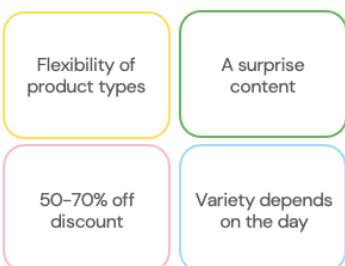 Flexibility of
product types
A surprise
content
50-70% off
discount
Variety depends
on the day